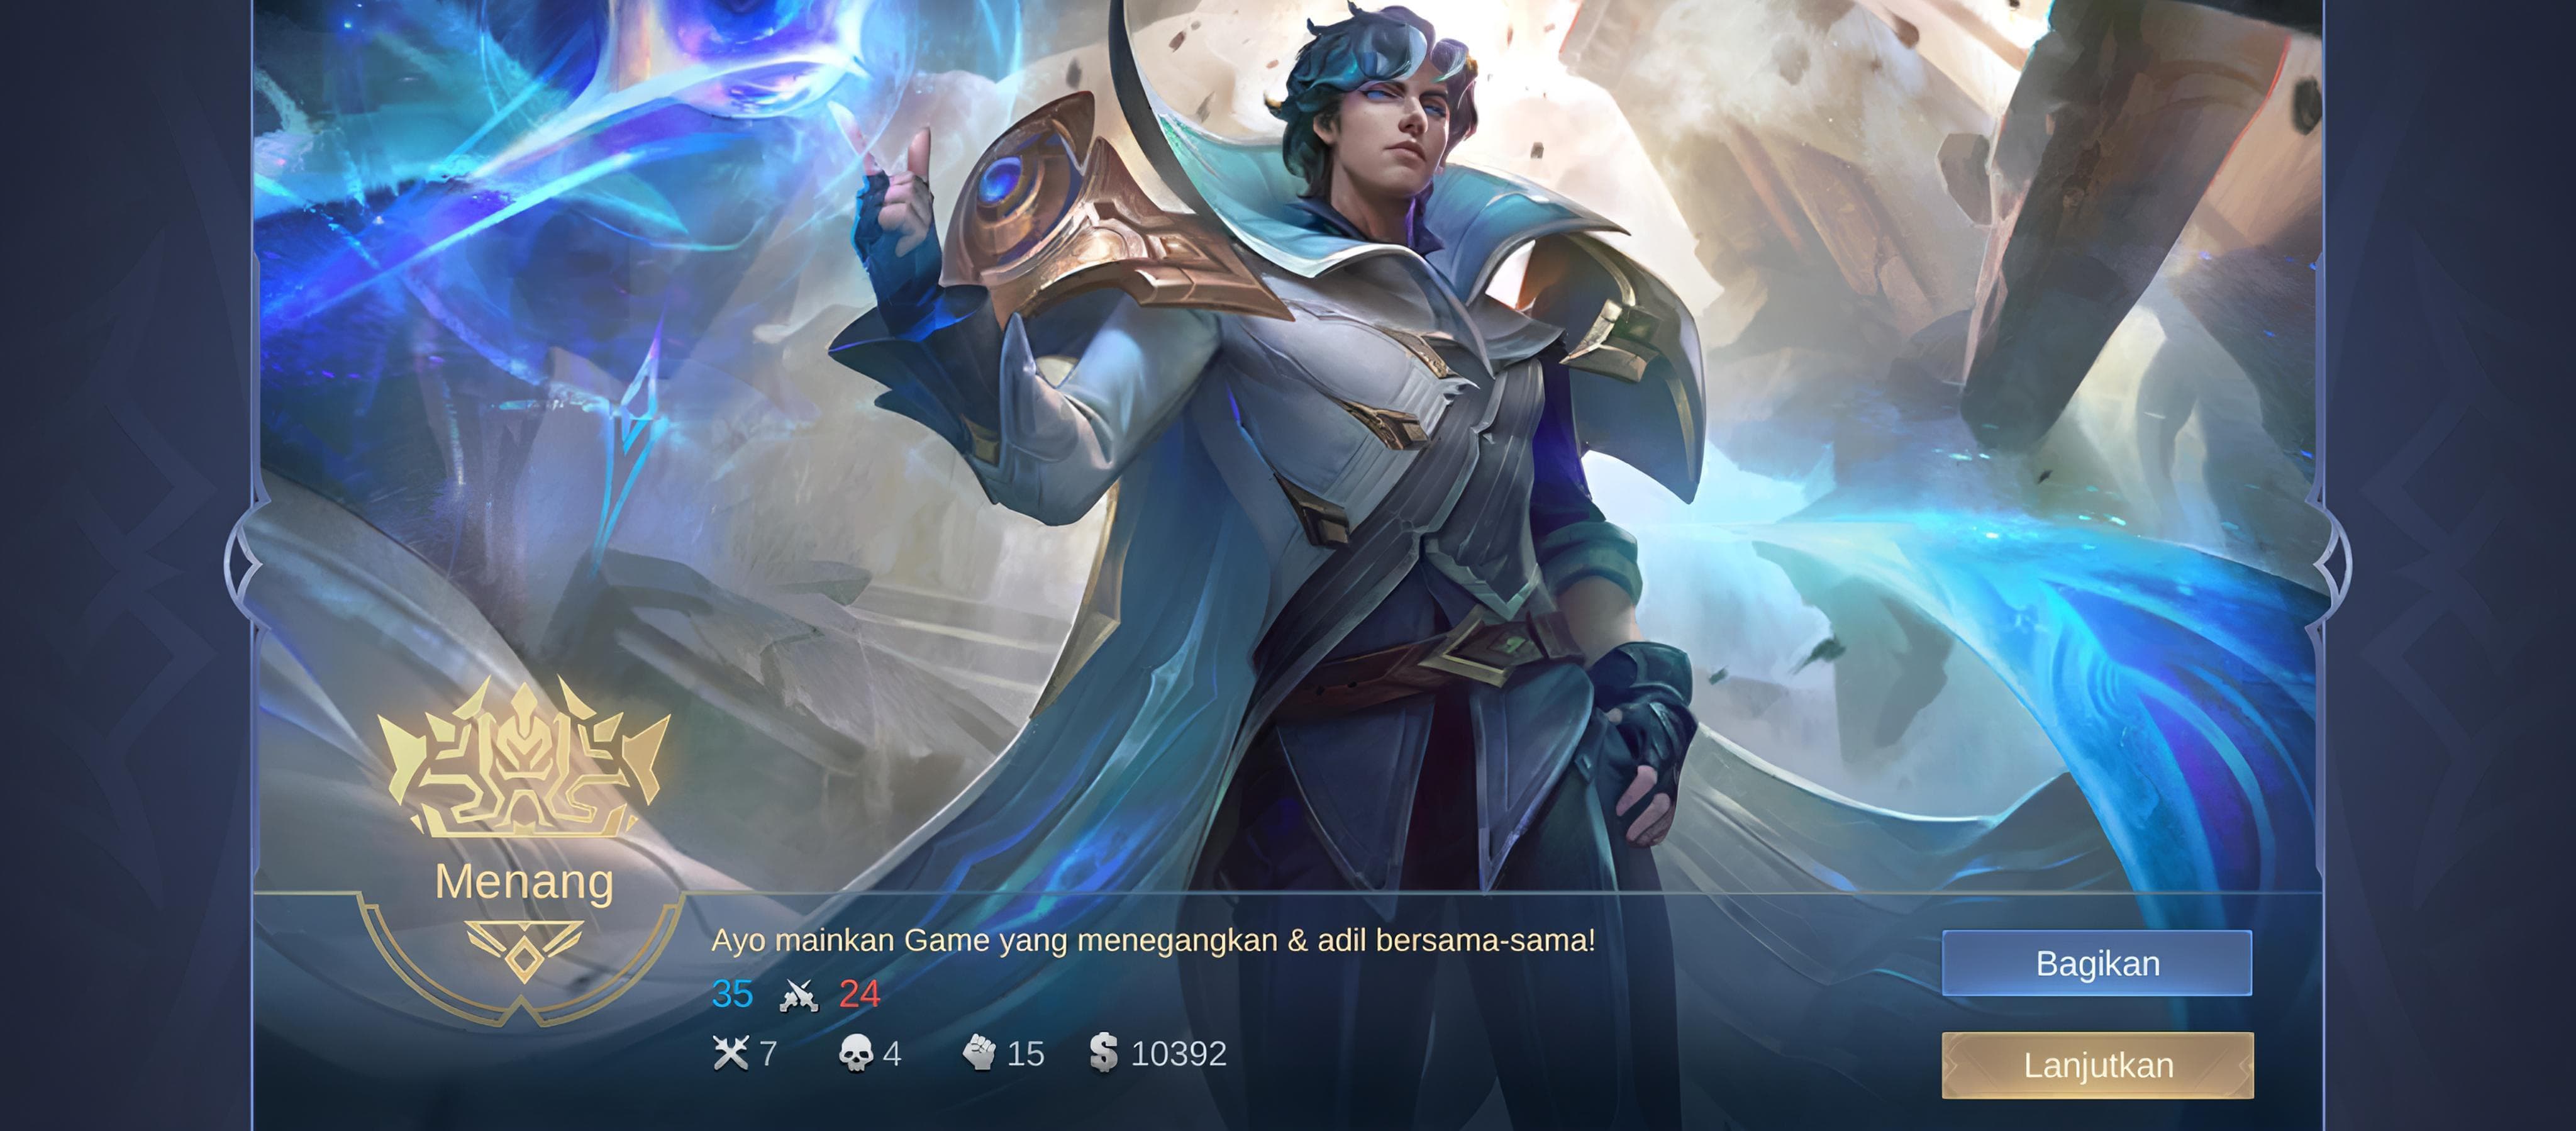 Menang
Ayo mainkan Game yang menegangkan & adil bersama-sama!
35 24
7 4 15 10392
Bagikan
Lanjutkan